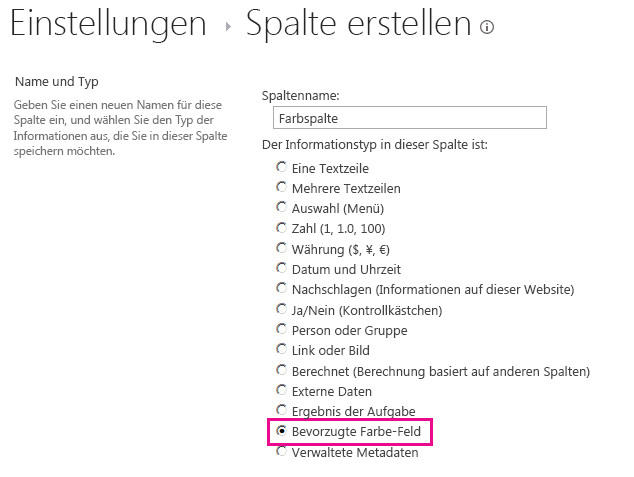 Einstellungen ▸ Spalte erstellen
Name und Typ
Geben Sie einen neuen Namen für diese
Spalte ein, und wählen Sie den Typ der
Informationen aus, die Sie in dieser Spalte
speichern möchten.
Spaltenname:
Farbspalte
Der Informationstyp in dieser Spalte ist:
Eine Textzeile
Mehrere Textzeilen
Auswahl (Menü)
Zahl (1, 1.0, 100)
Währung ($, ¥, €)
Datum und Uhrzeit
Nachschlagen (Informationen auf dieser Website)
Ja/Nein (Kontrollkästchen)
Person oder Gruppe
Link oder Bild
Berechnet (Berechnung basiert auf anderen Spalten)
Externe Daten
Ergebnis der Aufgabe
Bevorzugte Farbe-Feld
Verwaltete Metadaten